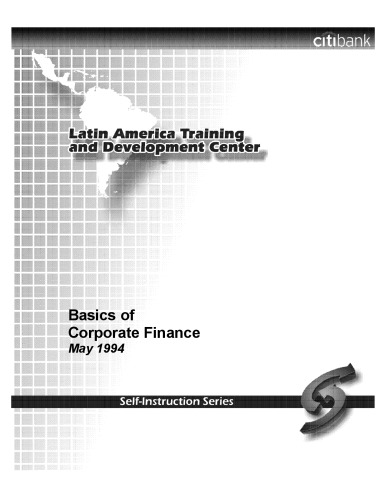 citibank
Latin America Training
and Development Center
Basics of
Corporate Finance
May 1994
Self-Instruction Series